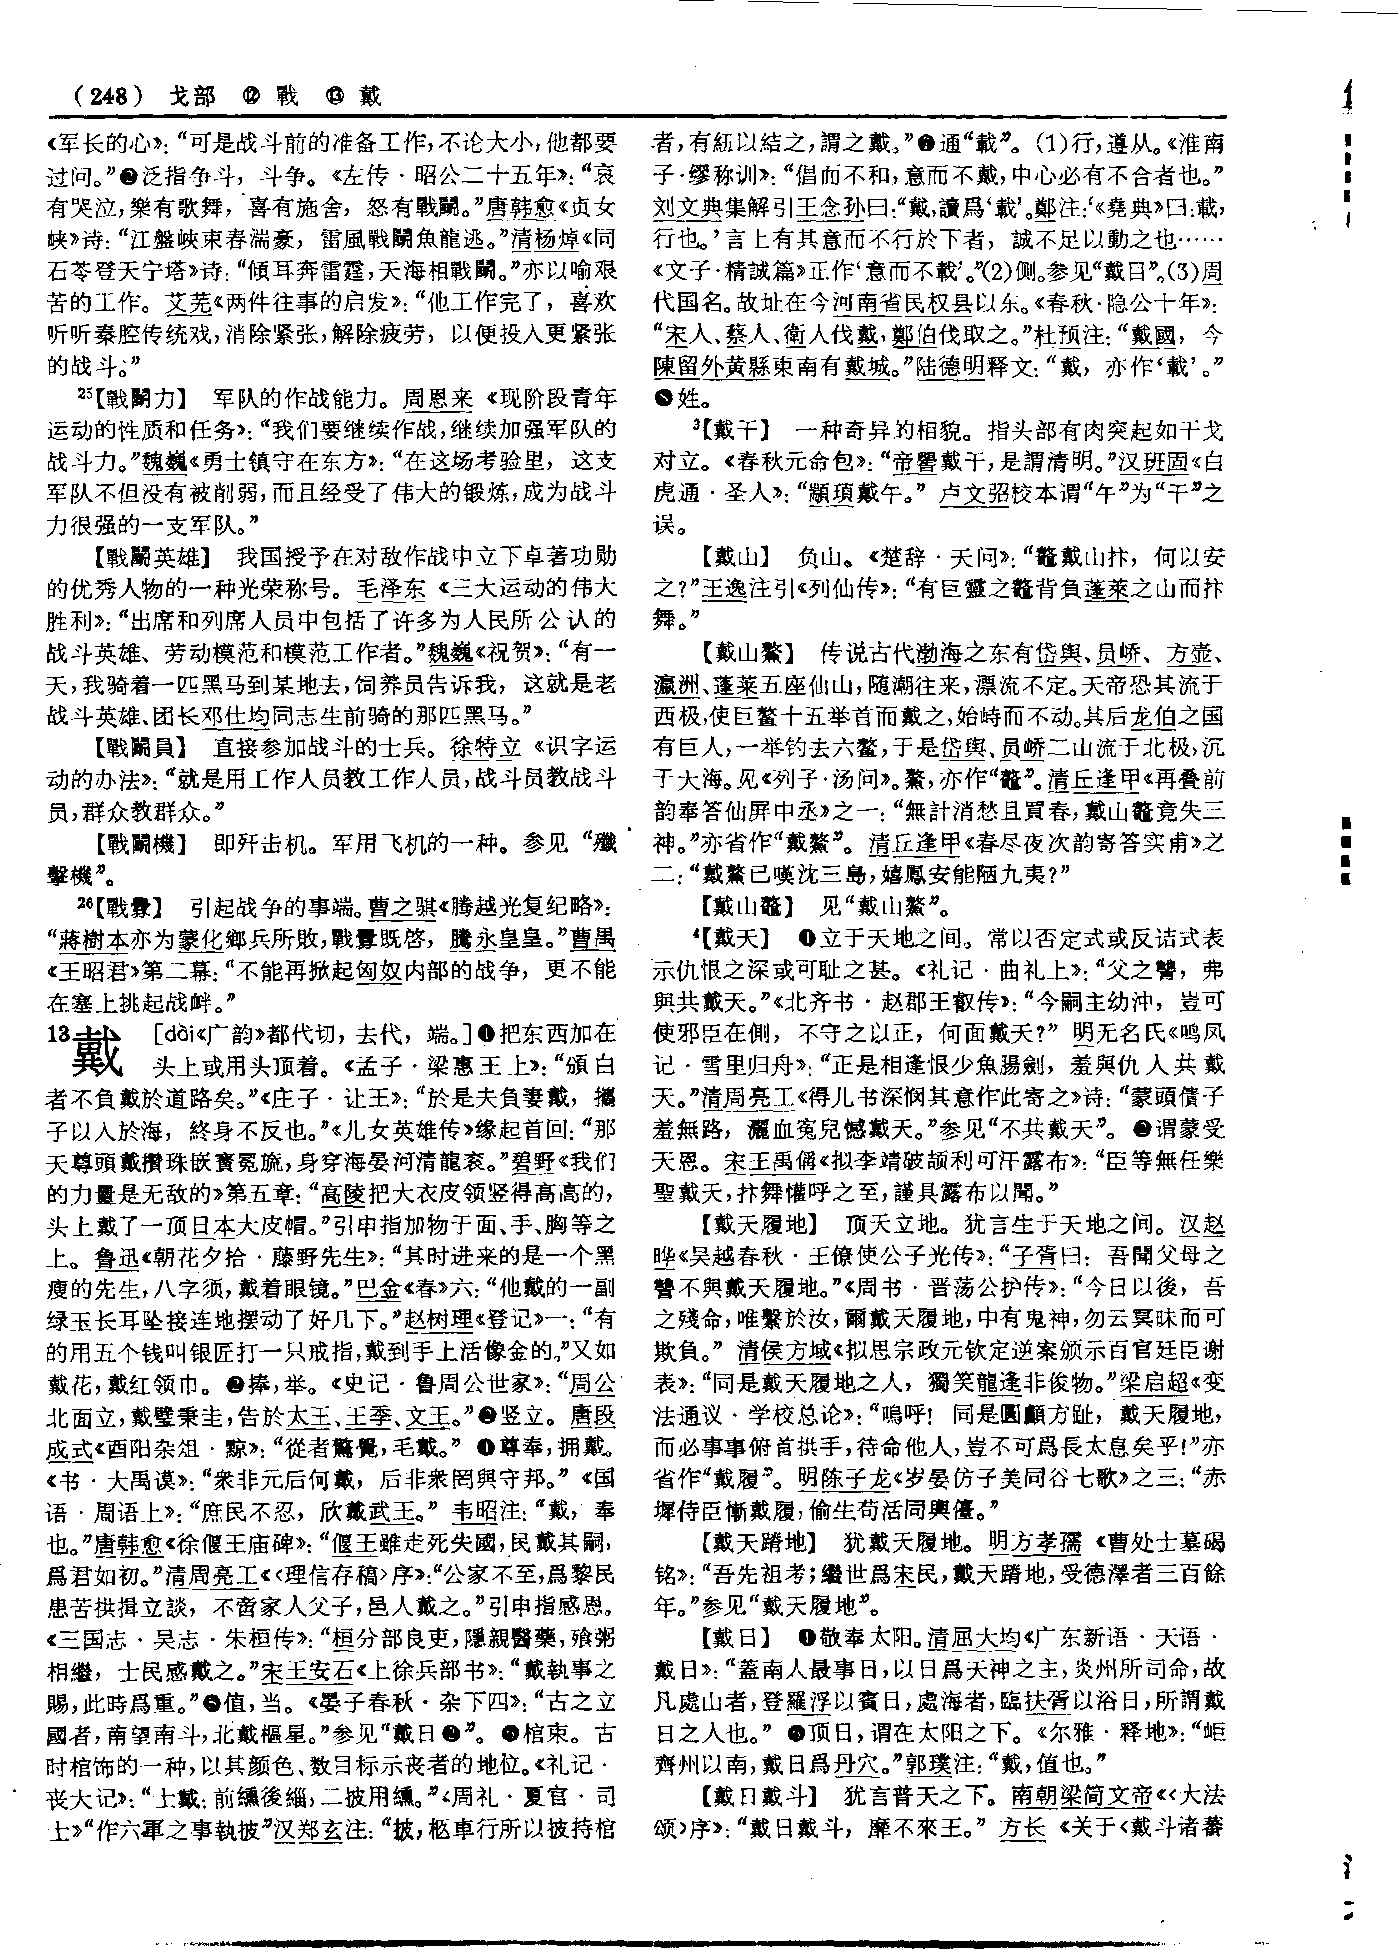 (248) 戈部 ⑫ 戰 ⑬ 戴
《军长的心》：“可是战斗前的准备工作，不论大小，他都要
过问。”❷泛指争斗，斗争。《左传·昭公二十五年》：“哀
有哭泣，樂有歌舞，喜有施舍，怒有戰鬭。”唐韩愈《贞女
峡》诗：“江盤峽束春湍豪，雷風戰鬭魚龍逃。”清杨焯《同
石芩登天宁塔》诗：“傾耳奔雷霆，天海相戰鬭。”亦以喻艰
苦的工作。艾芜《两件往事的启发》：“他工作完了，喜欢
听听秦腔传统戏，消除紧张，解除疲劳，以便投入更紧张
的战斗。”
25【戰鬭力】 军队的作战能力。周恩来《现阶段青年
运动的性质和任务》：“我们要继续作战，继续加强军队的
战斗力。”魏巍《勇士镇守在东方》：“在这场考验里，这支
军队不但没有被削弱，而且经受了伟大的锻炼，成为战斗
力很强的一支军队。”
【戰鬭英雄】 我国授予在对敌作战中立下卓著功勋
的优秀人物的一种光荣称号。毛泽东《三大运动的伟大
胜利》：“出席和列席人员中包括了许多为人民所公认的
战斗英雄、劳动模范和模范工作者。”魏巍《祝贺》：“有一
天，我骑着一匹黑马到某地去，饲养员告诉我，这就是老
战斗英雄、团长邓仕均同志生前骑的那匹黑马。”
【戰鬭員】 直接参加战斗的士兵。徐特立《识字运
动的办法》：“就是用工作人员教工作人员，战斗员教战斗
员，群众教群众。”
【戰鬭機】 即歼击机。军用飞机的一种。参见“殲
擊機”。
26【戰釁】 引起战争的事端。曹之骐《腾越光复纪略》：
“蔣樹本亦为蒙化鄉兵所敗，戰釁既啓，騰永皇皇。”曹禺
《王昭君》第二幕：“不能再掀起匈奴内部的战争，更不能
在塞上挑起战衅。”
13戴 [dài《广韵》都代切，去代，端。]❶把东西加在
头上或用头顶着。《孟子·梁惠王上》：“頒白
者不負戴於道路矣。”《庄子·让王》：“於是夫負妻戴，攜
子以入於海，終身不反也。”《儿女英雄传》缘起首回：“那
天尊頭戴攢珠嵌寳冕旒，身穿海晏河清龍衮。”碧野《我们
的力量是无敌的》第五章：“高陵把大衣皮领竖得高高的，
头上戴了一顶日本大皮帽。”引申指加物于面、手、胸等之
上。鲁迅《朝花夕拾·藤野先生》：“其时进来的是一个黑
瘦的先生，八字须，戴着眼镜。”巴金《春》六：“他戴的一副
绿玉长耳坠接连地摆动了好几下。”赵树理《登记》一：“有
的用五个钱叫银匠打一只戒指，戴到手上活像金的。”又如
戴花，戴红领巾。❷捧，举。《史记·鲁周公世家》：“周公
北面立，戴璧秉圭，告於太王、王季、文王。”❸竖立。唐段
成式《酉阳杂俎·黥》：“從者驚覺，毛戴。”❹尊奉，拥戴。
《书·大禹谟》：“衆非元后何戴，后非衆罔與守邦。”《国
语·周语上》：“庶民不忍，欣戴武王。”韦昭注：“戴，奉
也。”唐韩愈《徐偃王庙碑》：“偃王雖走死失國，民戴其嗣，
爲君如初。”清周亮工《〈理信存稿〉序》：“公家不至，爲黎民
患苦拱揖立談，不啻家人父子，邑人戴之。”引申指感恩。
《三国志·吴志·朱桓传》：“桓分部良吏，隱親醫藥，飧粥
相繼，士民感戴之。”宋王安石《上徐兵部书》：“戴執事之
賜，此時爲重。”❺值，当。《晏子春秋·杂下四》：“古之立
國者，南望南斗，北戴樞星。”参见“戴日❷”。❻棺束。古
时棺饰的一种，以其颜色、数目标示丧者的地位。《礼记·
丧大记》：“士戴：前纁後緇，二披用纁。”《周礼·夏官·司
士》“作六軍之事執披”汉郑玄注：“披，柩車行所以披持棺
者，有紐以結之，謂之戴。”❼通“載”。(1)行，遵从。《淮南
子·缪称训》：“倡而不和，意而不戴，中心必有不合者也。”
刘文典集解引王念孙曰：“戴，讀爲‘載’。鄭注：‘《堯典》曰：載，
行也。’言上有其意而不行於下者，誠不足以動之也……
《文子·精誠篇》正作‘意而不載’。”(2)侧。参见“戴日”。(3)周
代国名。故址在今河南省民权县以东。《春秋·隐公十年》：
“宋人、蔡人、衛人伐戴，鄭伯伐取之。”杜预注：“戴國，今
陳留外黄縣東南有戴城。”陆德明释文：“戴，亦作‘載’。”
❽姓。
3【戴干】 一种奇异的相貌。指头部有肉突起如干戈
对立。《春秋元命包》：“帝嚳戴干，是謂清明。”汉班固《白
虎通·圣人》：“顓頊戴午。”卢文弨校本谓“午”为“干”之
误。
【戴山】 负山。《楚辞·天问》：“鼇戴山抃，何以安
之？”王逸注引《列仙传》：“有巨靈之鼇背負蓬萊之山而抃
舞。”
【戴山鰲】 传说古代渤海之东有岱舆、员峤、方壶、
瀛洲、蓬莱五座仙山，随潮往来，漂流不定。天帝恐其流于
西极，使巨鳌十五举首而戴之，始峙而不动。其后龙伯之国
有巨人，一举钓去六鳌，于是岱舆、员峤二山流于北极，沉
于大海。见《列子·汤问》。鰲，亦作“鼇”。清丘逢甲《再叠前
韵奉答仙屏中丞》之一：“無計消愁且買春，戴山鼇竟失三
神。”亦省作“戴鰲”。清丘逢甲《春尽夜次韵寄答实甫》之
二：“戴鰲已嘆沈三島，嬉鳳安能陋九夷？”
【戴山鼇】 见“戴山鰲”。
4【戴天】 ❶立于天地之间。常以否定式或反诘式表
示仇恨之深或可耻之甚。《礼记·曲礼上》：“父之讐，弗
與共戴天。”《北齐书·赵郡王叡传》：“今嗣主幼沖，豈可
使邪臣在側，不守之以正，何面戴天？”明无名氏《鸣凤
记·雪里归舟》：“正是相逢恨少魚腸劍，羞與仇人共戴
天。”清周亮工《得儿书深悯其意作此寄之》诗：“蒙頭債子
羞無路，灑血寃兒憾戴天。”参见“不共戴天”。❷谓蒙受
天恩。宋王禹偁《拟李靖破颉利可汗露布》：“臣等無任樂
聖戴天，抃舞懽呼之至，謹具露布以聞。”
【戴天履地】 顶天立地。犹言生于天地之间。汉赵
晔《吴越春秋·王僚使公子光传》：“子胥曰：吾聞父母之
讐不與戴天履地。”《周书·晋荡公护传》：“今日以後，吾
之殘命，唯繫於汝，爾戴天履地，中有鬼神，勿云冥昧而可
欺負。”清侯方域《拟思宗政元钦定逆案颁示百官廷臣谢
表》：“同是戴天履地之人，獨笑龍逢非俊物。”梁启超《变
法通议·学校总论》：“嗚呼！同是圓顱方趾，戴天履地，
而必事事俯首拱手，待命他人，豈不可爲長太息矣乎！”亦
省作“戴履”。明陈子龙《岁晏仿子美同谷七歌》之三：“赤
墀侍臣慚戴履，偷生苟活同輿儓。”
【戴天蹐地】 犹戴天履地。明方孝孺《曹处士墓碣
铭》：“吾先祖考；繼世爲宋民，戴天蹐地，受德澤者三百餘
年。”参见“戴天履地”。
【戴日】 ❶敬奉太阳。清屈大均《广东新语·天语·
戴日》：“蓋南人最事日，以日爲天神之主，炎州所司命，故
凡處山者，登羅浮以賓日，處海者，臨扶胥以浴日，所謂戴
日之人也。”❷顶日，谓在太阳之下。《尔雅·释地》：“岠
齊州以南，戴日爲丹穴。”郭璞注：“戴，值也。”
【戴日戴斗】 犹言普天之下。南朝梁简文帝《〈大法
颂〉序》：“戴日戴斗，靡不來王。”方长《关于〈戴斗诸蕃